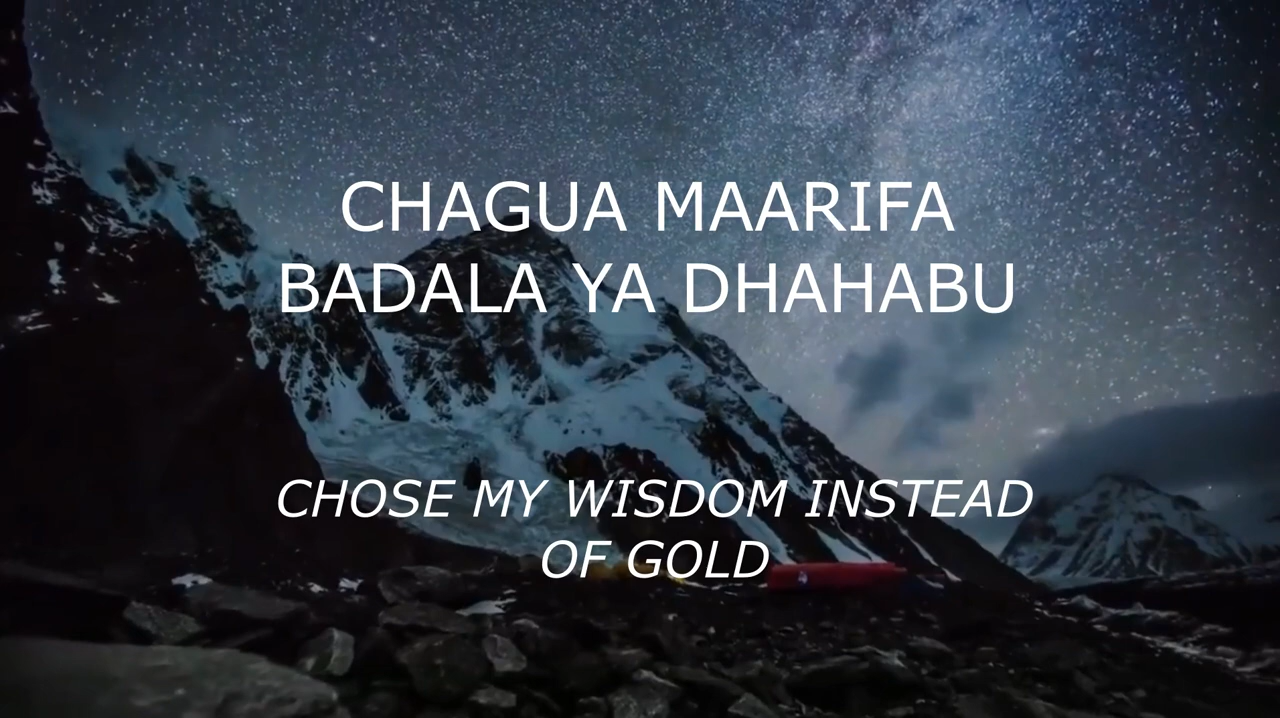 CHAGUA MAARIFA
BADALA YA DHAHABU
CHOSE MY WISDOM INSTEAD
OF GOLD